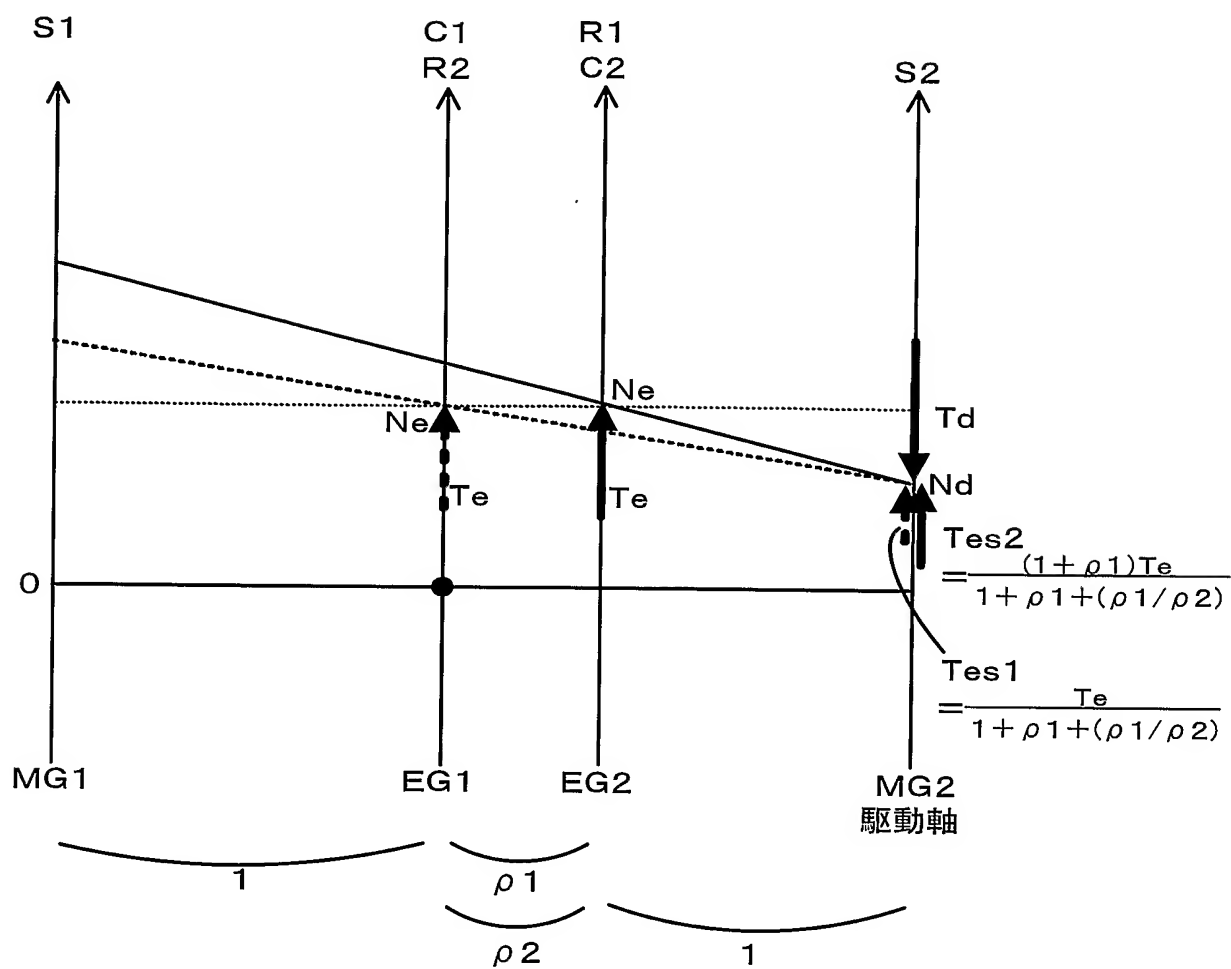 S1
C1
R2
R1
C2
S2
Ne
Ne
Td
Te
Te
Nd
Tes2
=(1+ρ1)Te/1+ρ1+(ρ1/ρ2)
0
Tes1
=Te/1+ρ1+(ρ1/ρ2)
MG1
EG1
EG2
MG2
駆動軸
1
ρ1
ρ2
1